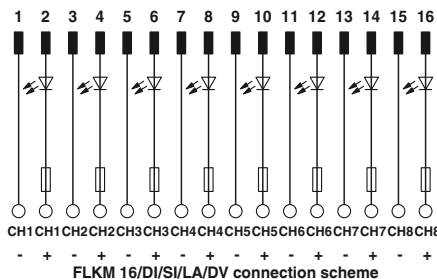 1 2 3 4 5 6 7 8 9 10 11 12 13 14 15 16
CH1 CH1 CH2 CH2 CH3 CH3 CH4 CH4 CH5 CH5 CH6 CH6 CH7 CH7 CH8 CH8
- + - + - + - + - + - + - + - +
FLKM 16/DI/SI/LA/DV connection scheme